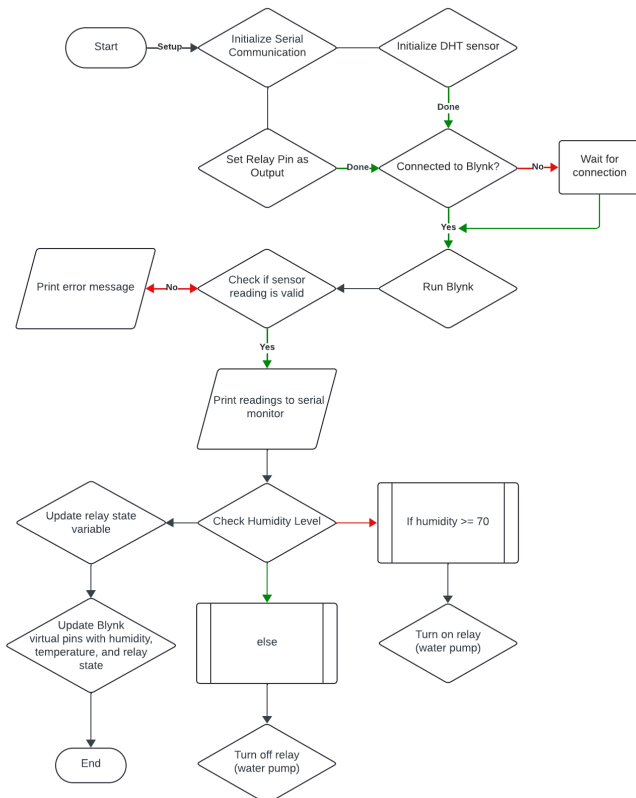 Start
Setup
Initialize Serial
Communication
Initialize DHT sensor
Done
Set Relay Pin as
Output
Done
Connected to Blynk?
No
Wait for
connection
Yes
Print error message
No
Check if sensor
reading is valid
Run Blynk
Yes
Print readings to serial
monitor
Update relay state
variable
Check Humidity Level
If humidity >= 70
Update Blynk
virtual pins with humidity,
temperature, and relay
state
else
Turn on relay
(water pump)
End
Turn off relay
(water pump)